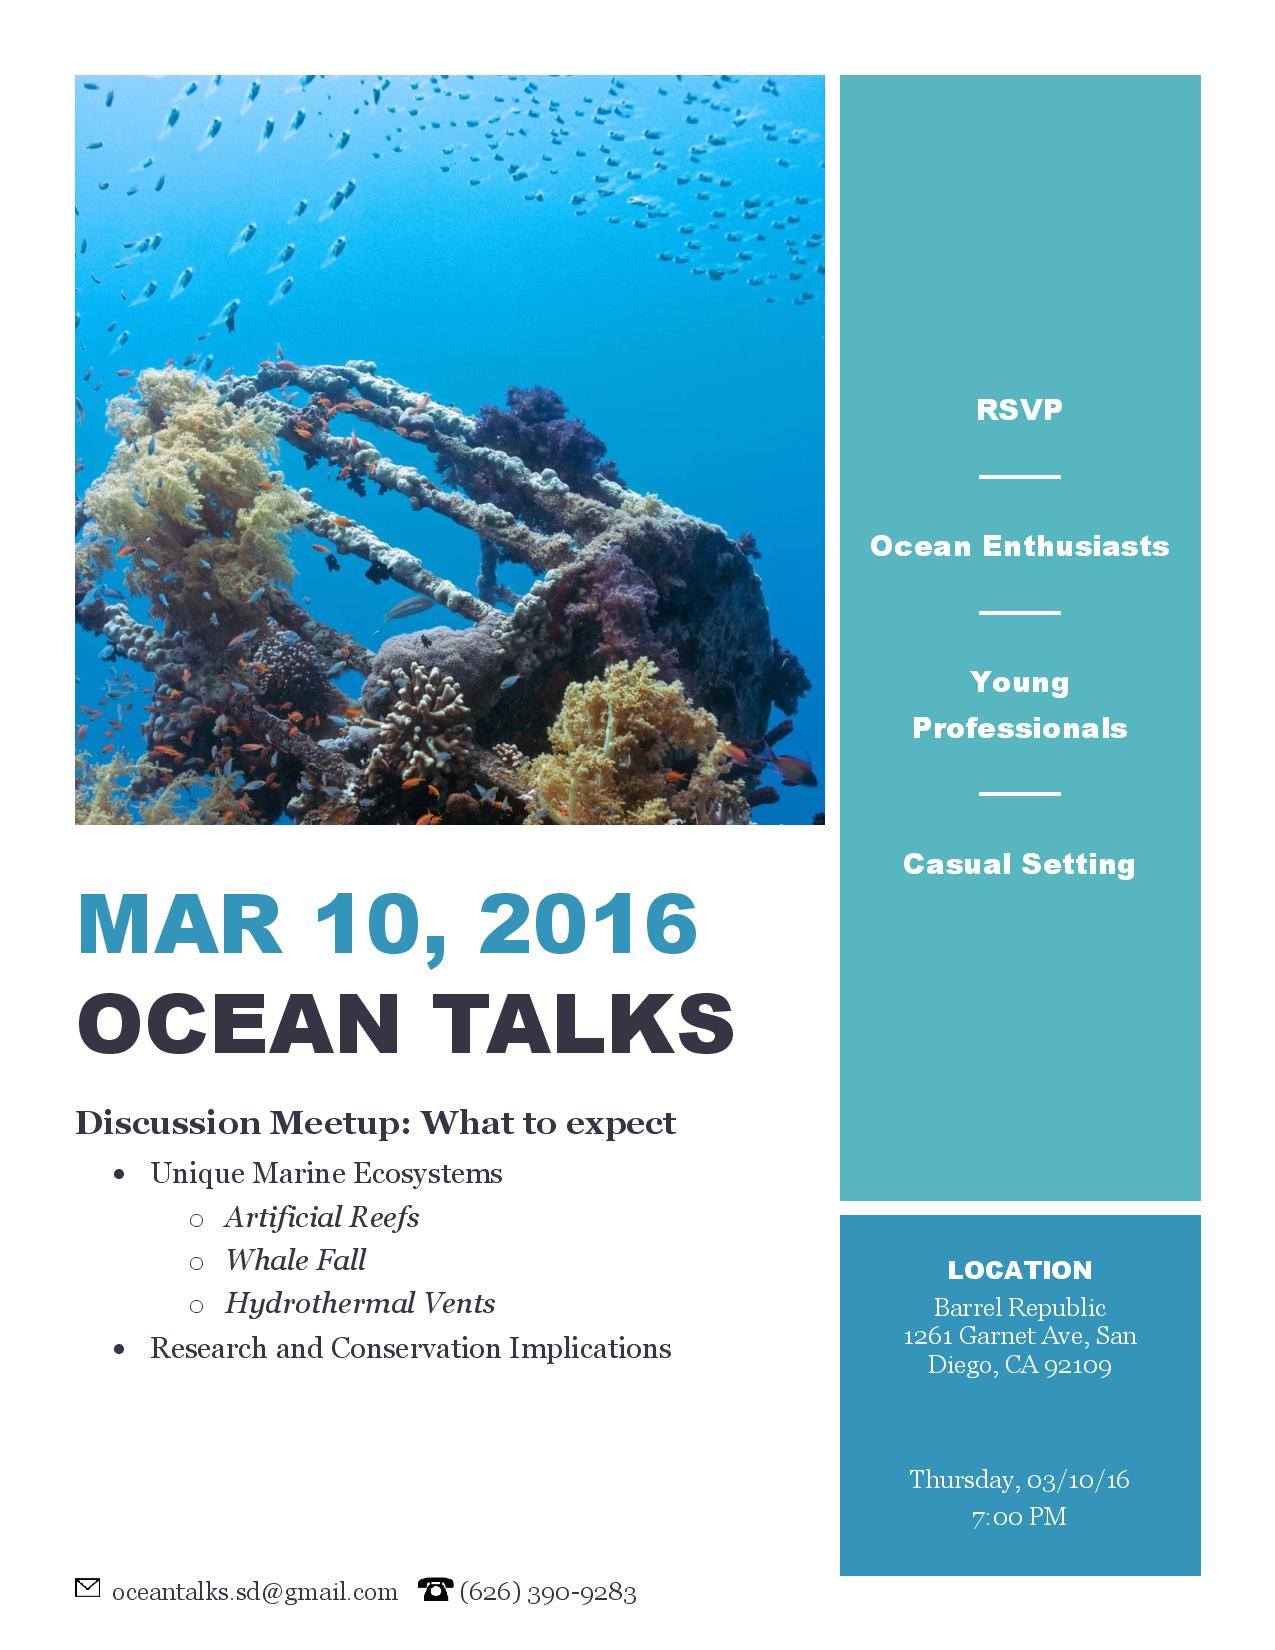 RSVP
Ocean Enthusiasts
Young
Professionals
Casual Setting
MAR 10, 2016
OCEAN TALKS
Discussion Meetup: What to expect
• Unique Marine Ecosystems
o Artificial Reefs
o Whale Fall
o Hydrothermal Vents
• Research and Conservation Implications
LOCATION
Barrel Republic
1261 Garnet Ave, San
Diego, CA 92109
Thursday, 03/10/16
7:00 PM
oceantalks.sd@gmail.com (626) 390-9283